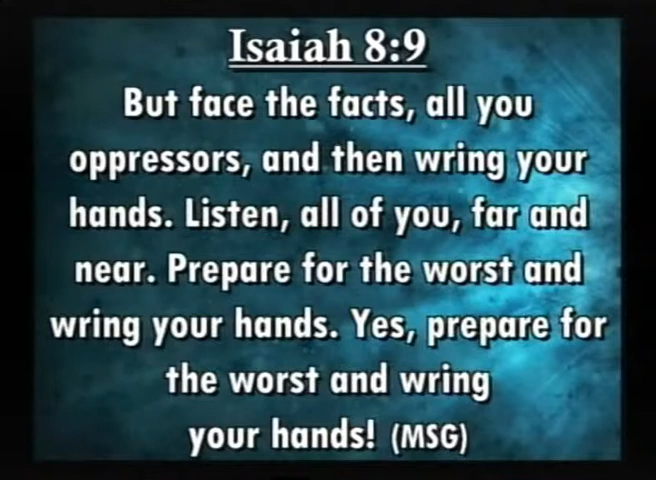 Isaiah 8:9
But face the facts, all you
oppressors, and then wring your
hands. Listen, all of you, far and
near. Prepare for the worst and
wring your hands. Yes, prepare for
the worst and wring
your hands! (MSG)